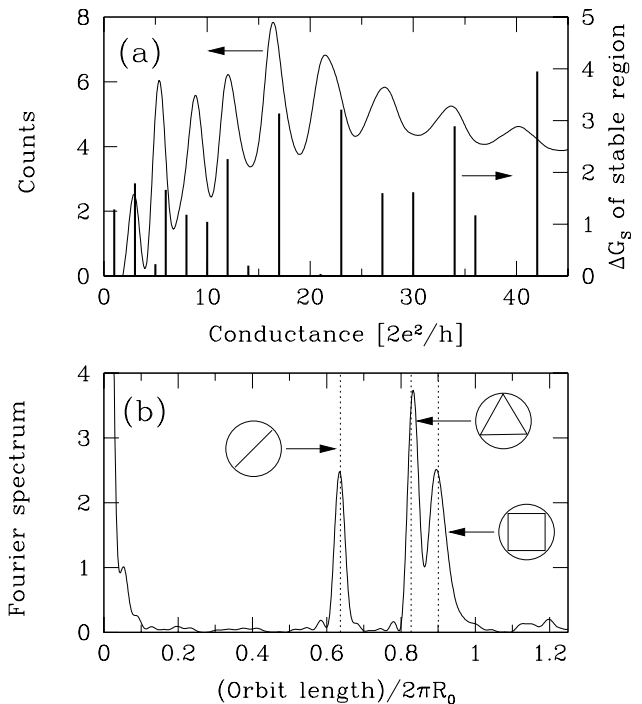 (a)
8
6
4
2
0
Counts
5
4
3
2
1
0
ΔG_S of stable region
0 10 20 30 40
Conductance [2e²/h]
(b)
4
3
2
1
0
Fourier spectrum
0 0.2 0.4 0.6 0.8 1 1.2
(Orbit length)/2πR₀